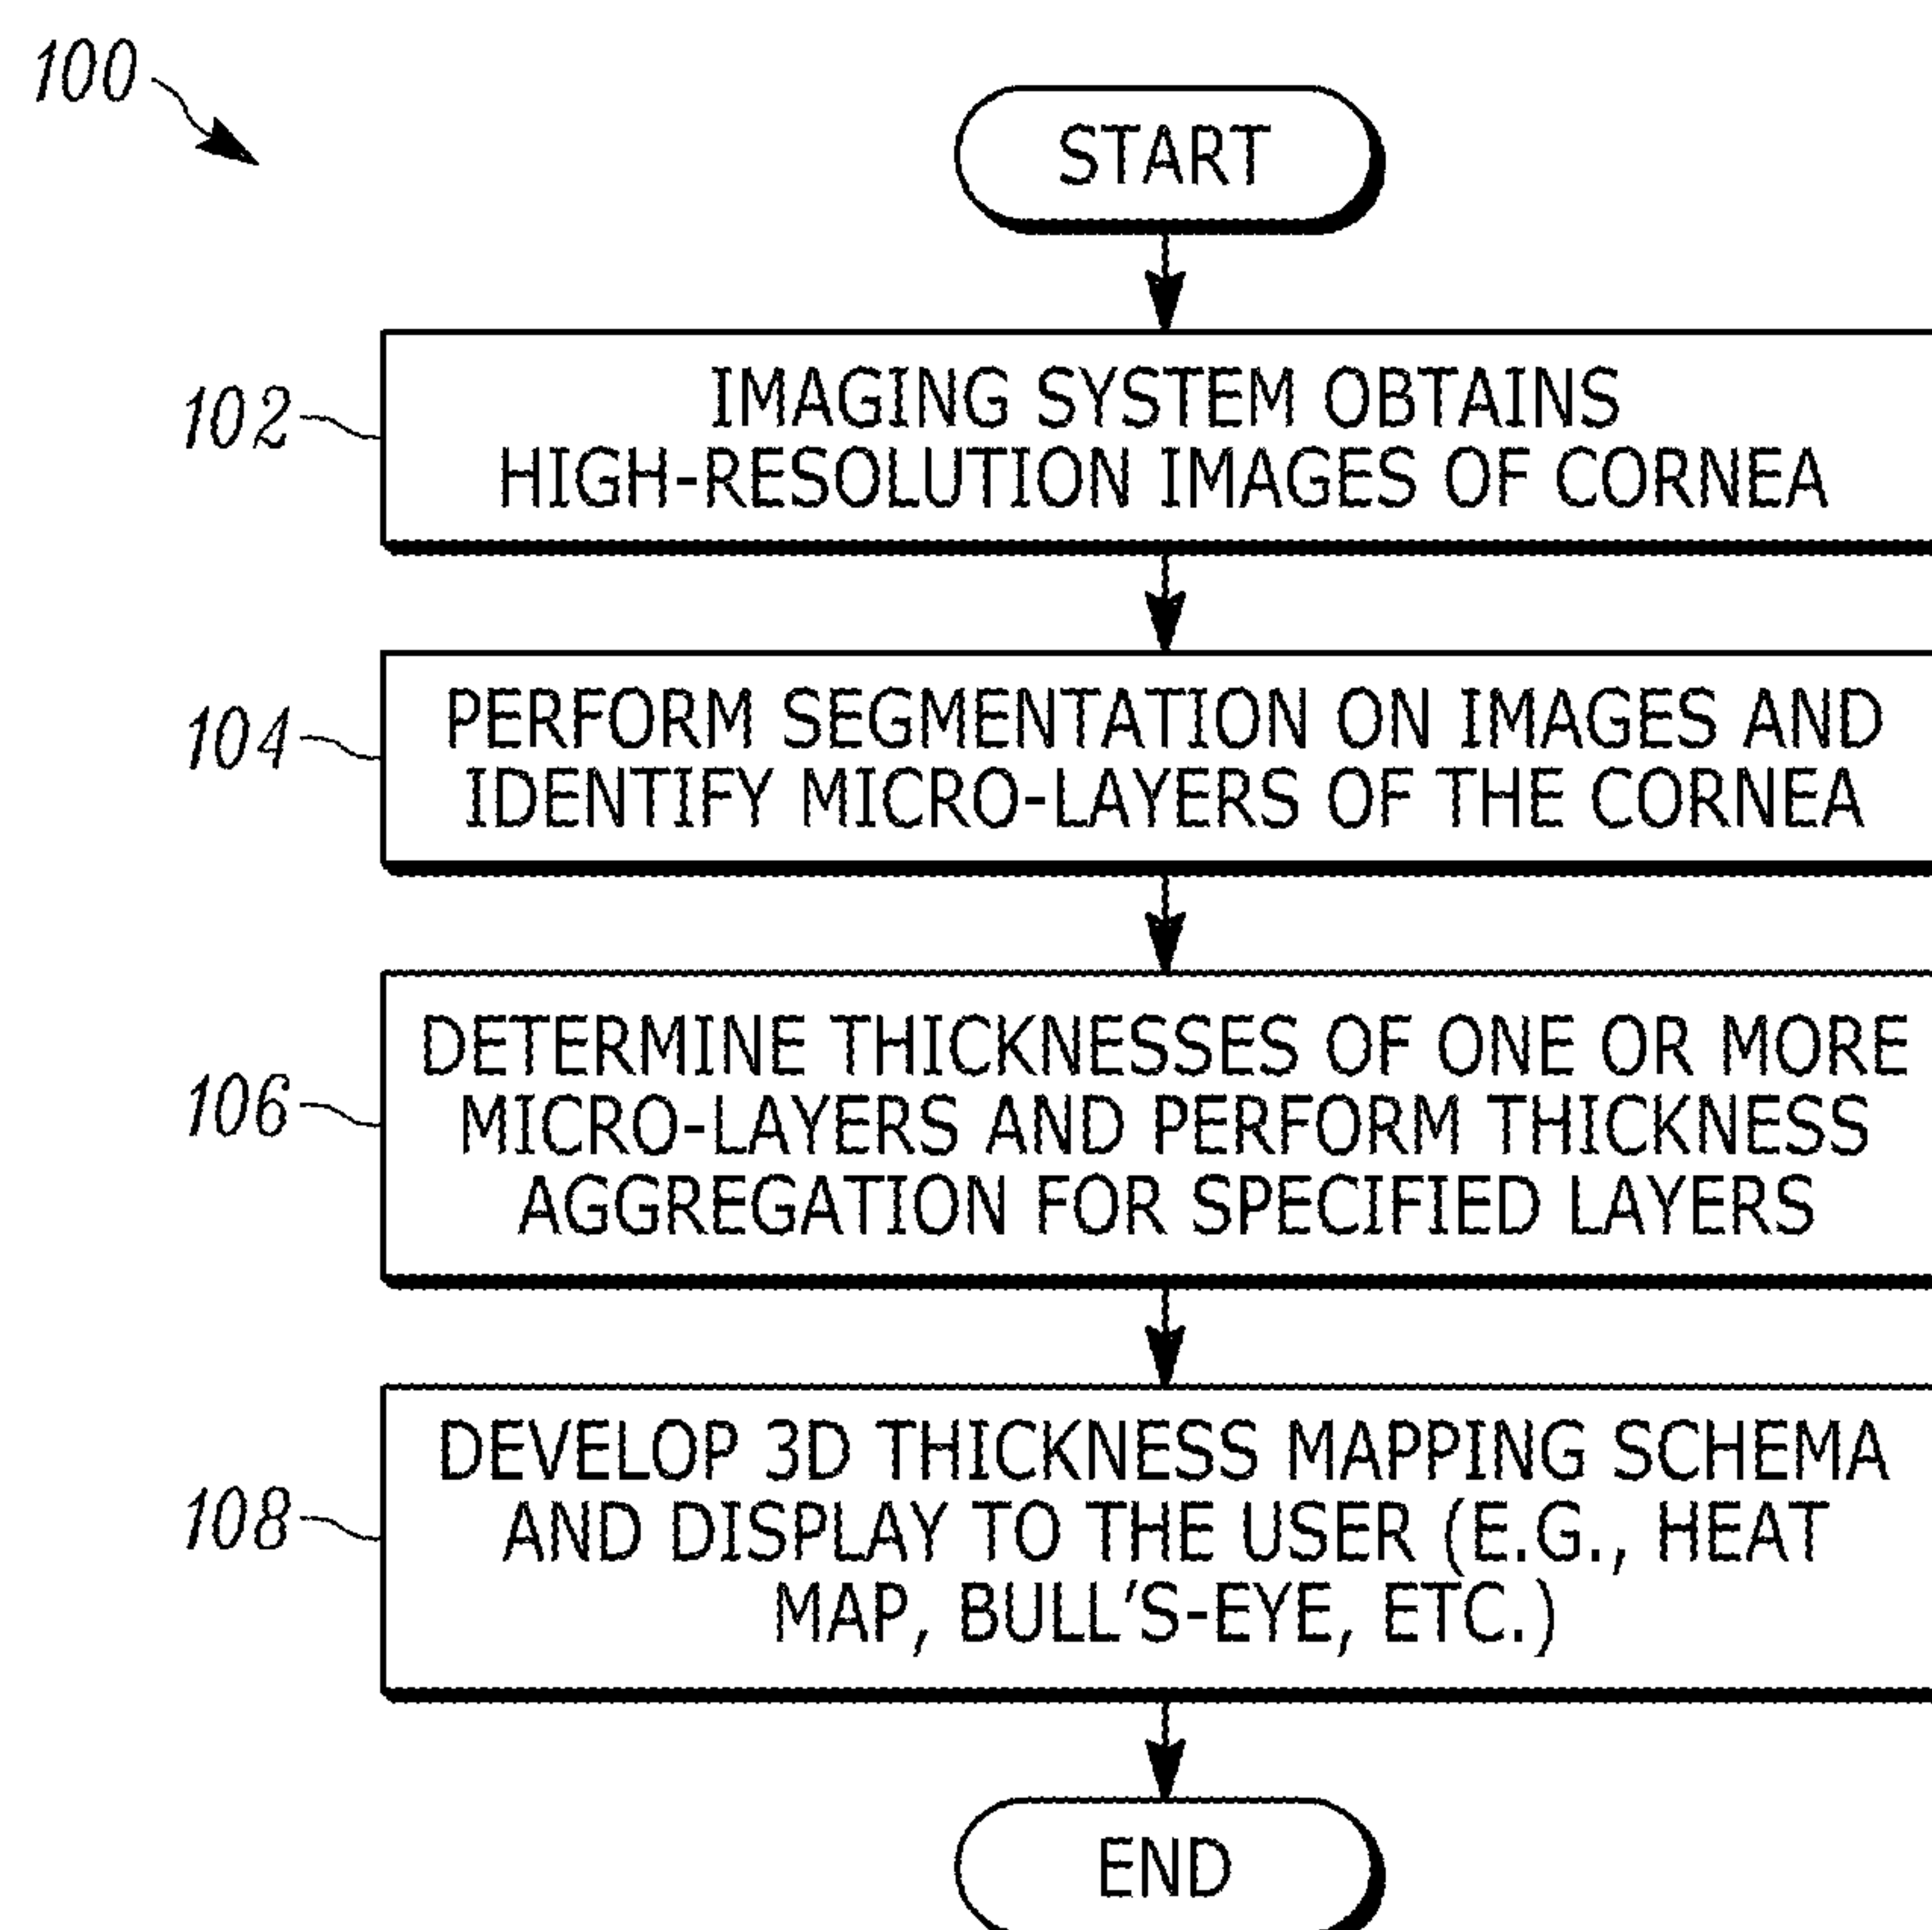 100
START
102
IMAGING SYSTEM OBTAINS
HIGH-RESOLUTION IMAGES OF CORNEA
104
PERFORM SEGMENTATION ON IMAGES AND
IDENTIFY MICRO-LAYERS OF THE CORNEA
106
DETERMINE THICKNESSES OF ONE OR MORE
MICRO-LAYERS AND PERFORM THICKNESS
AGGREGATION FOR SPECIFIED LAYERS
108
DEVELOP 3D THICKNESS MAPPING SCHEMA
AND DISPLAY TO THE USER (E.G., HEAT
MAP, BULL'S-EYE, ETC.)
END